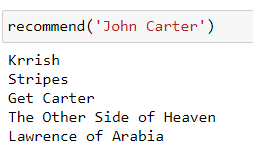 recommend('John Carter')
Krrish
Stripes
Get Carter
The Other Side of Heaven
Lawrence of Arabia